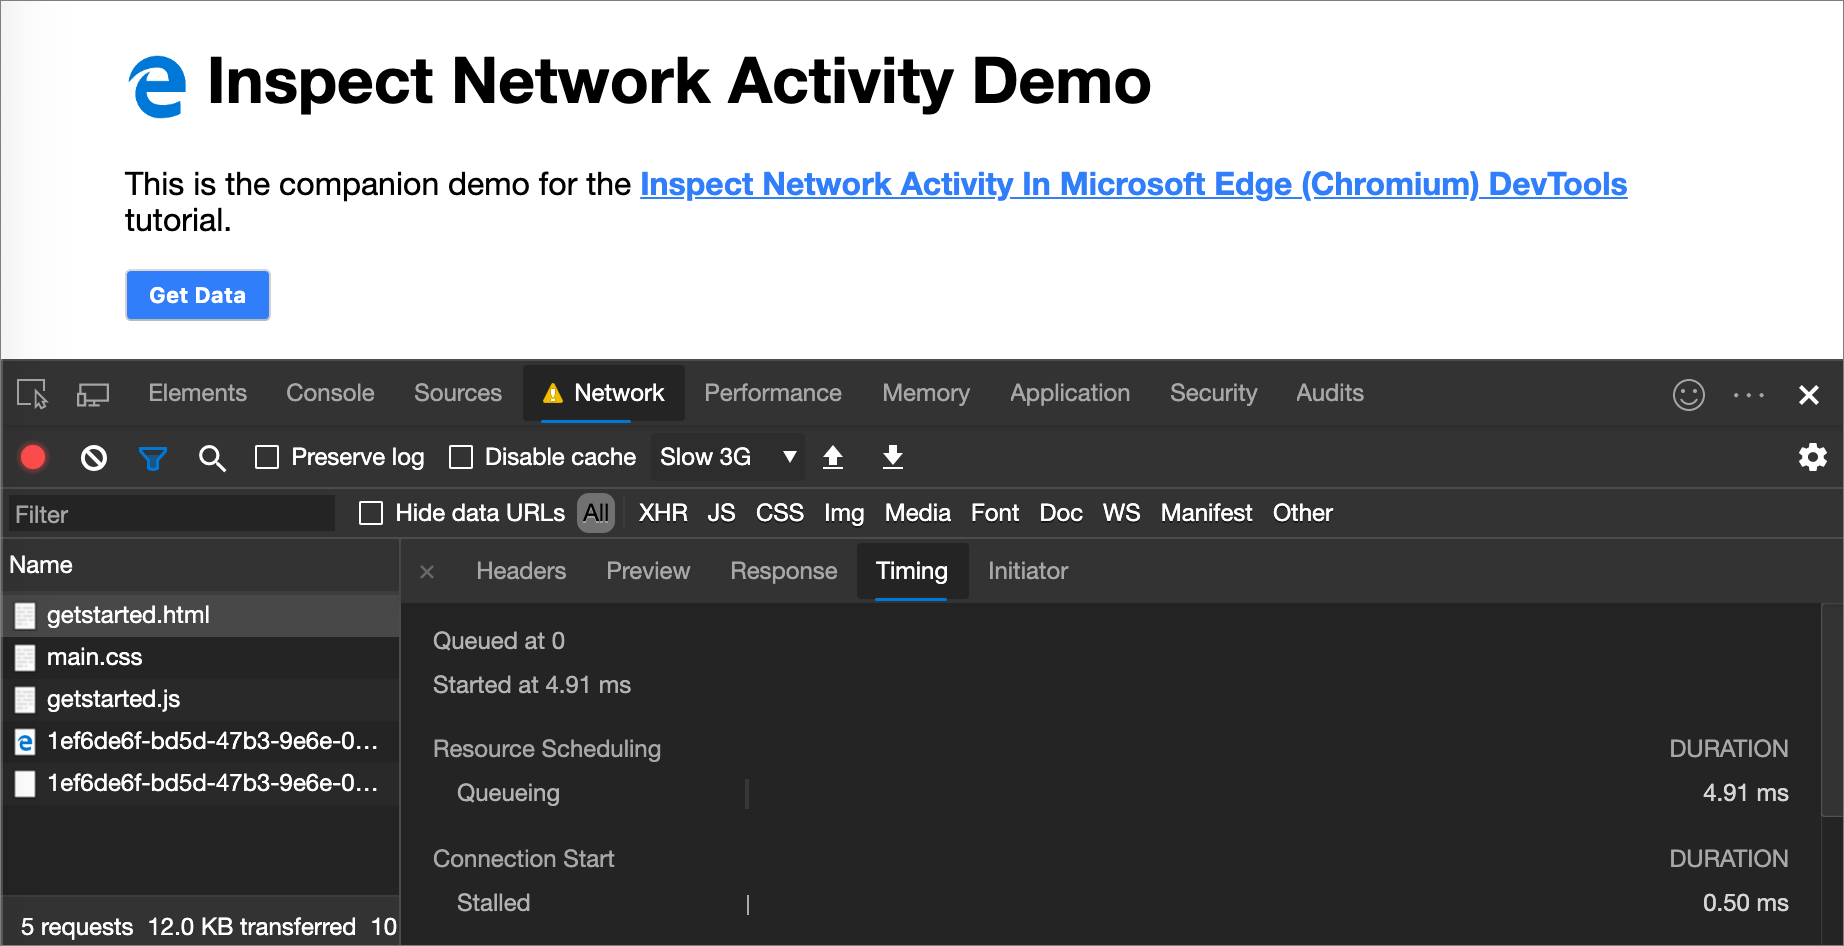 Inspect Network Activity Demo
This is the companion demo for the Inspect Network Activity In Microsoft Edge (Chromium) DevTools
tutorial.
Get Data
Elements Console Sources Network Performance Memory Application Security Audits
Preserve log Disable cache Slow 3G
Filter Hide data URLs All XHR JS CSS Img Media Font Doc WS Manifest Other
Name
Headers Preview Response Timing Initiator
getstarted.html
main.css
getstarted.js
1ef6de6f-bd5d-47b3-9e6e-0...
1ef6de6f-bd5d-47b3-9e6e-0...
5 requests 12.0 KB transferred 10
Queued at 0
Started at 4.91 ms
Resource Scheduling DURATION
Queueing 4.91 ms
Connection Start DURATION
Stalled 0.50 ms